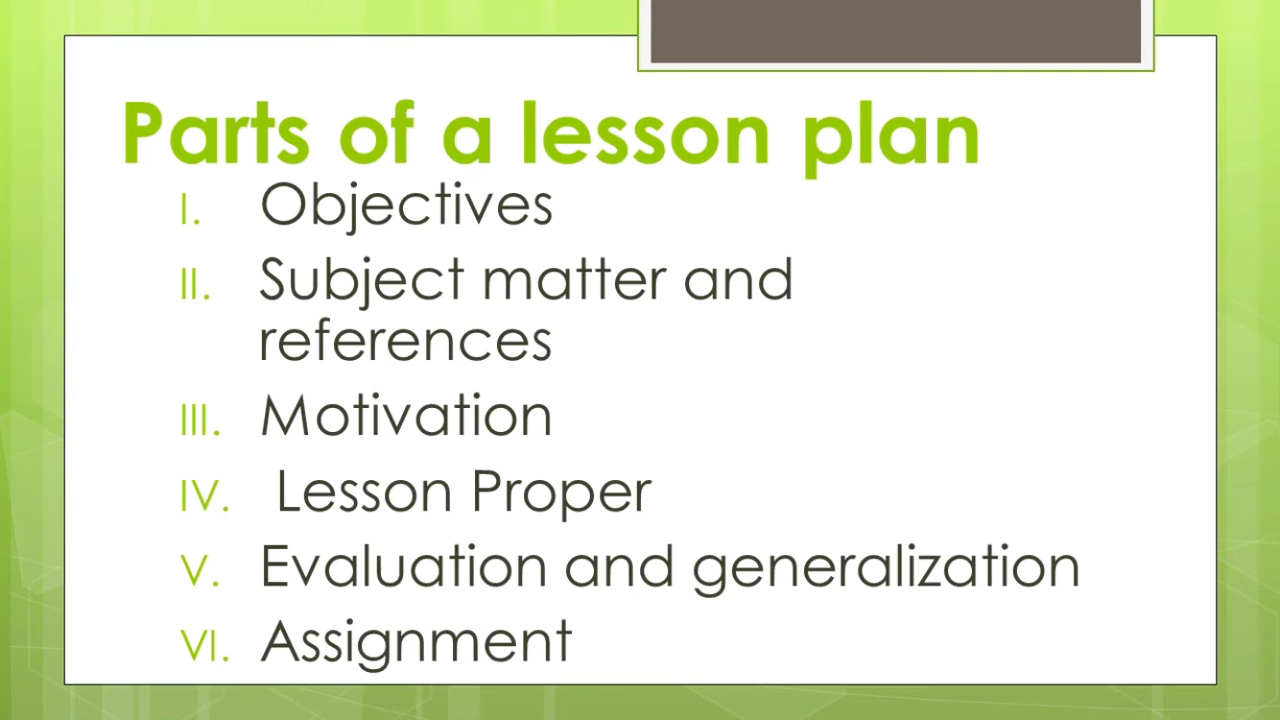 Parts of a lesson plan
I. Objectives
II. Subject matter and
references
III. Motivation
IV. Lesson Proper
V. Evaluation and generalization
VI. Assignment